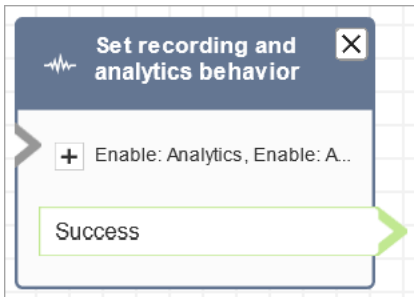 Set recording and
analytics behavior
Enable: Analytics, Enable: A...
Success